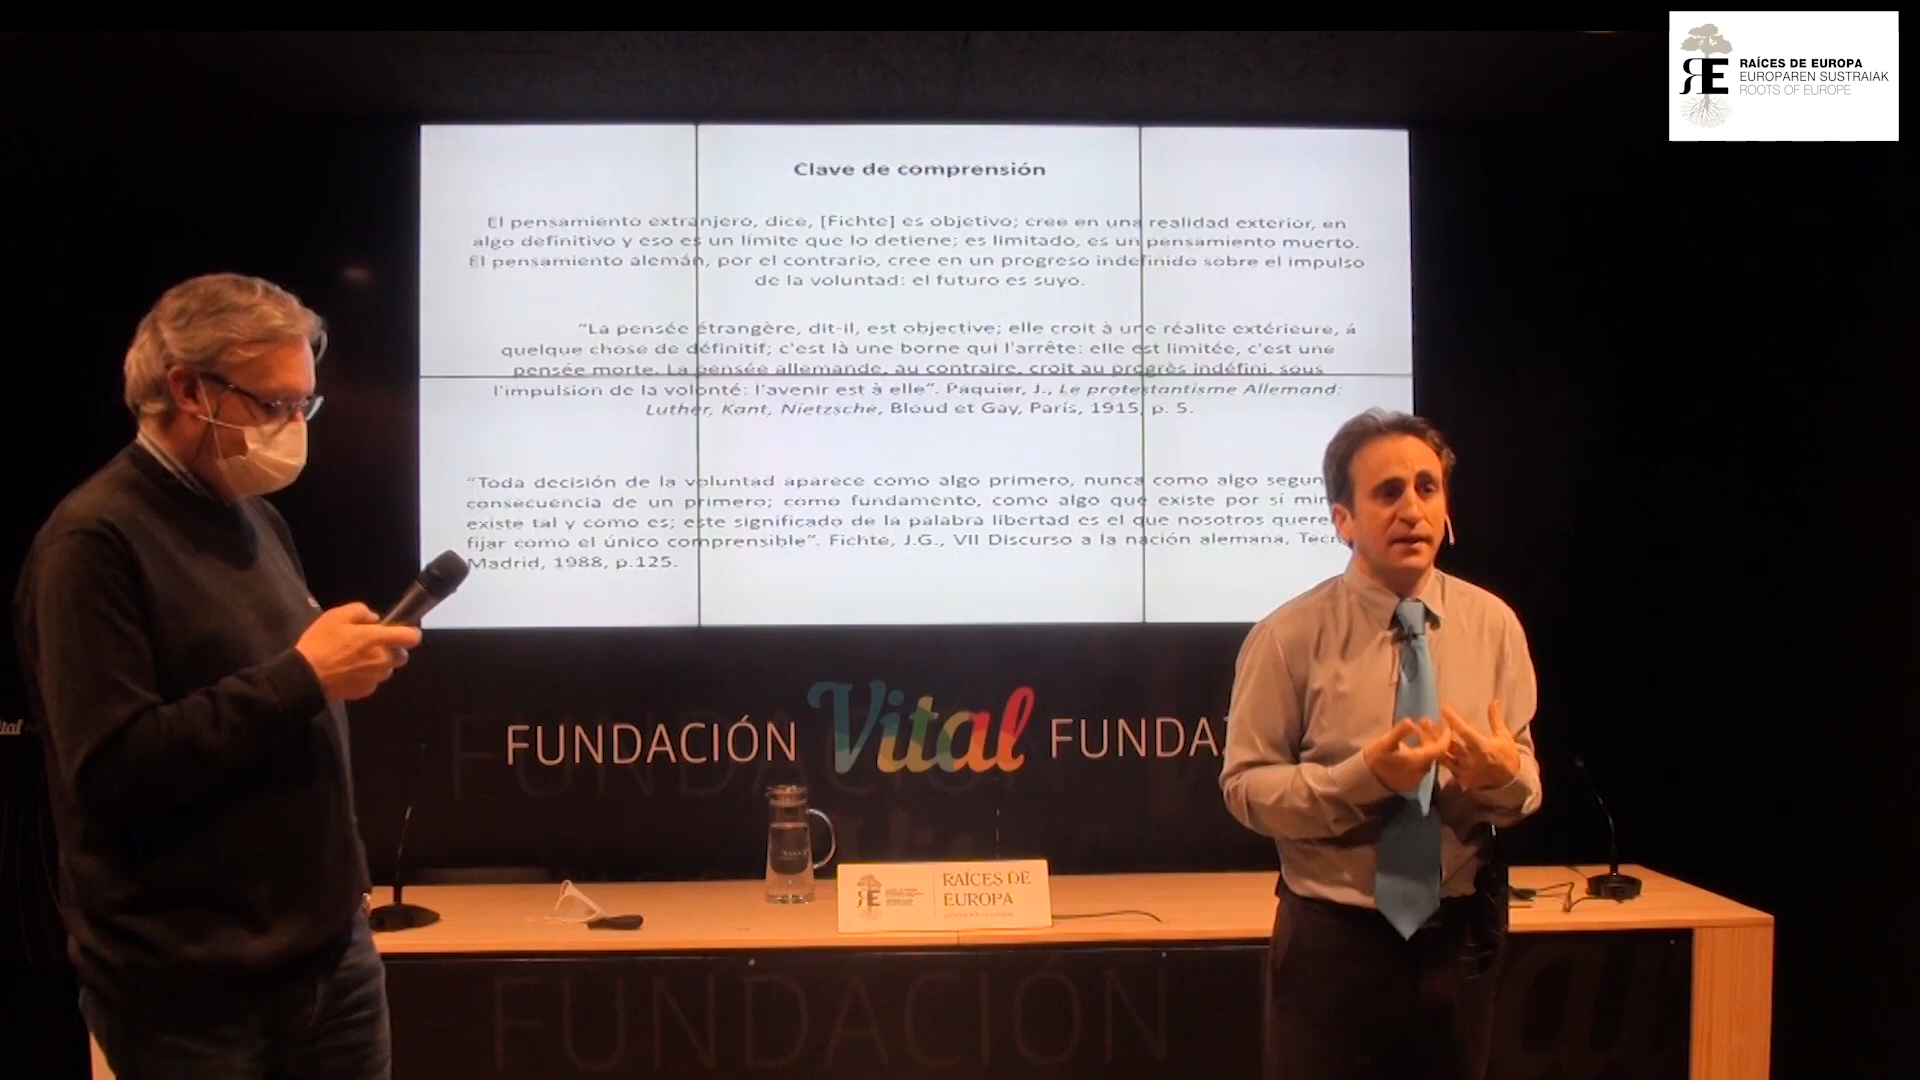 RAÍCES DE EUROPA
EUROPAREN SUSTRAIAK
ROOTS OF EUROPE
Clave de comprensión
El pensamiento extranjero, dice, [Fichte] es objetivo; cree en una realidad exterior, en
algo definitivo y eso es un límite que lo detiene; es limitado, es un pensamiento muerto.
El pensamiento alemán, por el contrario, cree en un progreso indefinido sobre el impulso
de la voluntad: el futuro es suyo.
“La pensée étrangère, dit-il, est objective; elle croit à une réalite extérieure, á
quelque chose de définitif; c'est là une borne qui l'arrête: elle est limitée, c'est une
pensée morte. La pensée allemande, au contraire, croit au progrès indéfini, sous
l'impulsion de la volonté: l'avenir est à elle”. Paquier, J., Le protestantisme Allemand:
Luther, Kant, Nietzsche, Bloud et Gay, París, 1915, p. 5.
“Toda decisión de la voluntad aparece como algo primero, nunca como algo segun
consecuencia de un primero; como fundamento, como algo que existe por sí mi
existe tal y como es; este significado de la palabra libertad es el que nosotros quere
fijar como el único comprensible”. Fichte, J.G., VII Discurso a la nación alemana, Tec
Madrid, 1988, p.125.
FUNDACIÓN Vital FUNDA
RE
RAÍCES DE
EUROPA
FUNDACIÓN